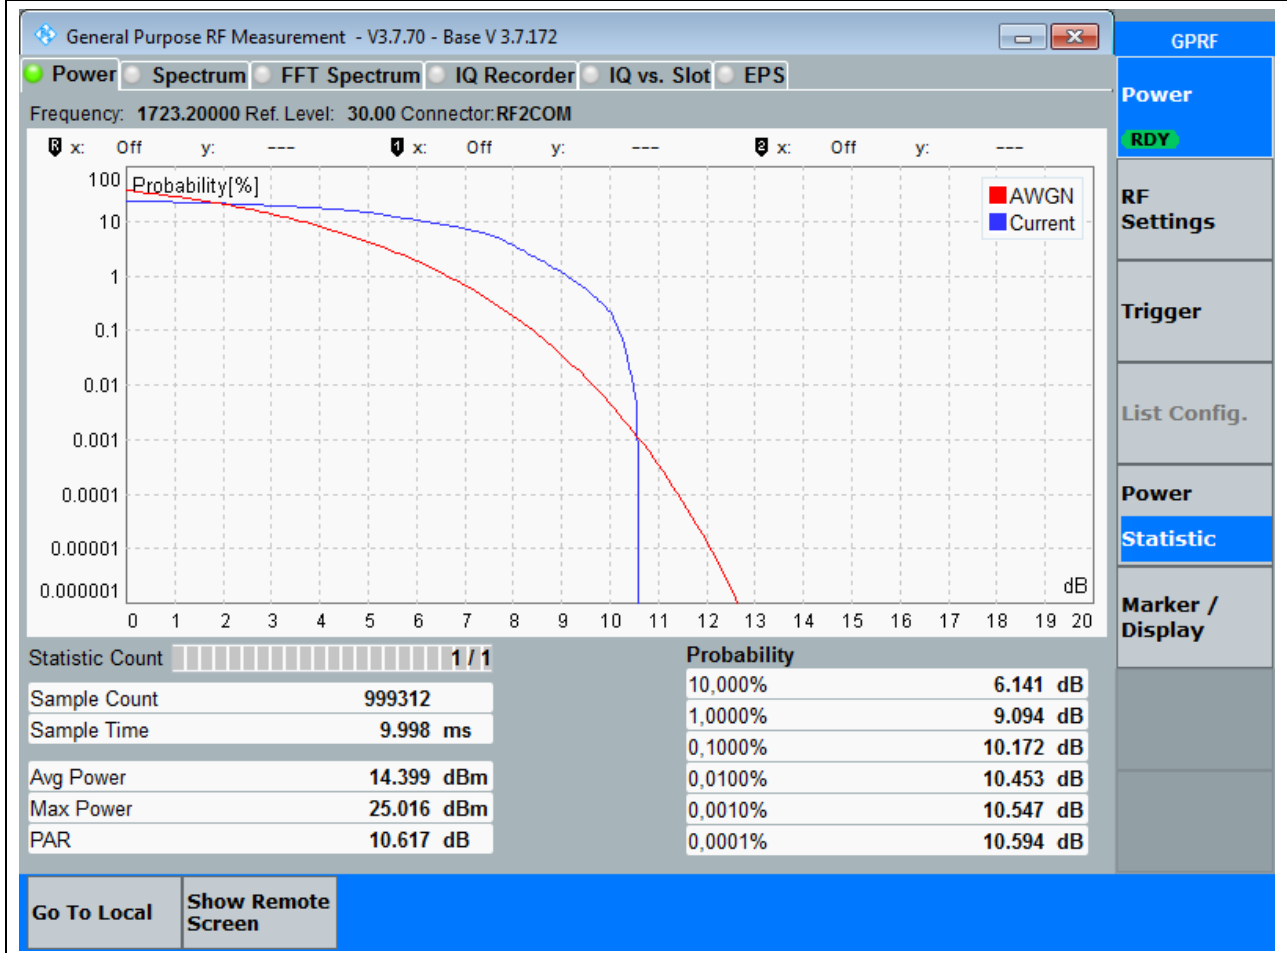 General Purpose RF Measurement - V3.7.70 - Base V 3.7.172
GPRF
Power Spectrum FFT Spectrum IQ Recorder IQ vs. Slot EPS
Frequency: 1723.20000 Ref. Level: 30.00 Connector:RF2COM
R x: Off y: --- 1 x: Off y: --- 2 x: Off y: ---
Probability[%]
AWGN
Current
100
10
1
0.1
0.01
0.001
0.0001
0.00001
0.000001
dB
0 1 2 3 4 5 6 7 8 9 10 11 12 13 14 15 16 17 18 19 20
Statistic Count 1 / 1
Sample Count 999312
Sample Time 9.998 ms
Avg Power 14.399 dBm
Max Power 25.016 dBm
PAR 10.617 dB
Probability
10,000% 6.141 dB
1,0000% 9.094 dB
0,1000% 10.172 dB
0,0100% 10.453 dB
0,0010% 10.547 dB
0,0001% 10.594 dB
Power
RDY
RF
Settings
Trigger
List Config.
Power
Statistic
Marker /
Display
Go To Local
Show Remote
Screen